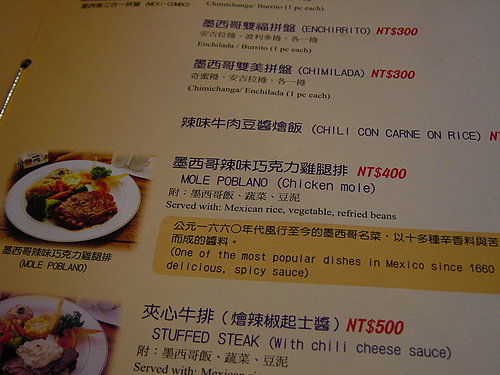 墨西哥三合一拼盤 (MEXI-COMBO)
Chimichanga/ Burrito (1 pc each)
墨西哥雙福拼盤 (ENCHIRRITO) NT$300
安吉拉捲、波利多捲、各一捲
Enchilada / Burrito (1 pc each)
墨西哥雙美拼盤 (CHIMILADA) NT$300
奇蜜捲、安吉拉捲、各一捲
Chimichanga/ Enchilada (1 pc each)
辣味牛肉豆醬燴飯 (CHILI CON CARNE ON RICE) NT
墨西哥辣味巧克力雞腿排 NT$400
MOLE POBLANO (Chicken mole)
附：墨西哥飯、蔬菜、豆泥
Served with: Mexican rice, vegetable, refried beans
公元一六六〇年代風行至今的墨西哥名菜，以十多種辛香料與苦
而成的醬料。
(One of the most popular dishes in Mexico since 1660
delicious, spicy sauce)
墨西哥辣味巧克力雞腿排
(MOLE POBLANO)
夾心牛排（燴辣椒起士醬）NT$500
STUFFED STEAK (With chili cheese sauce)
附：墨西哥飯、蔬菜、豆泥
Served with: Mexican